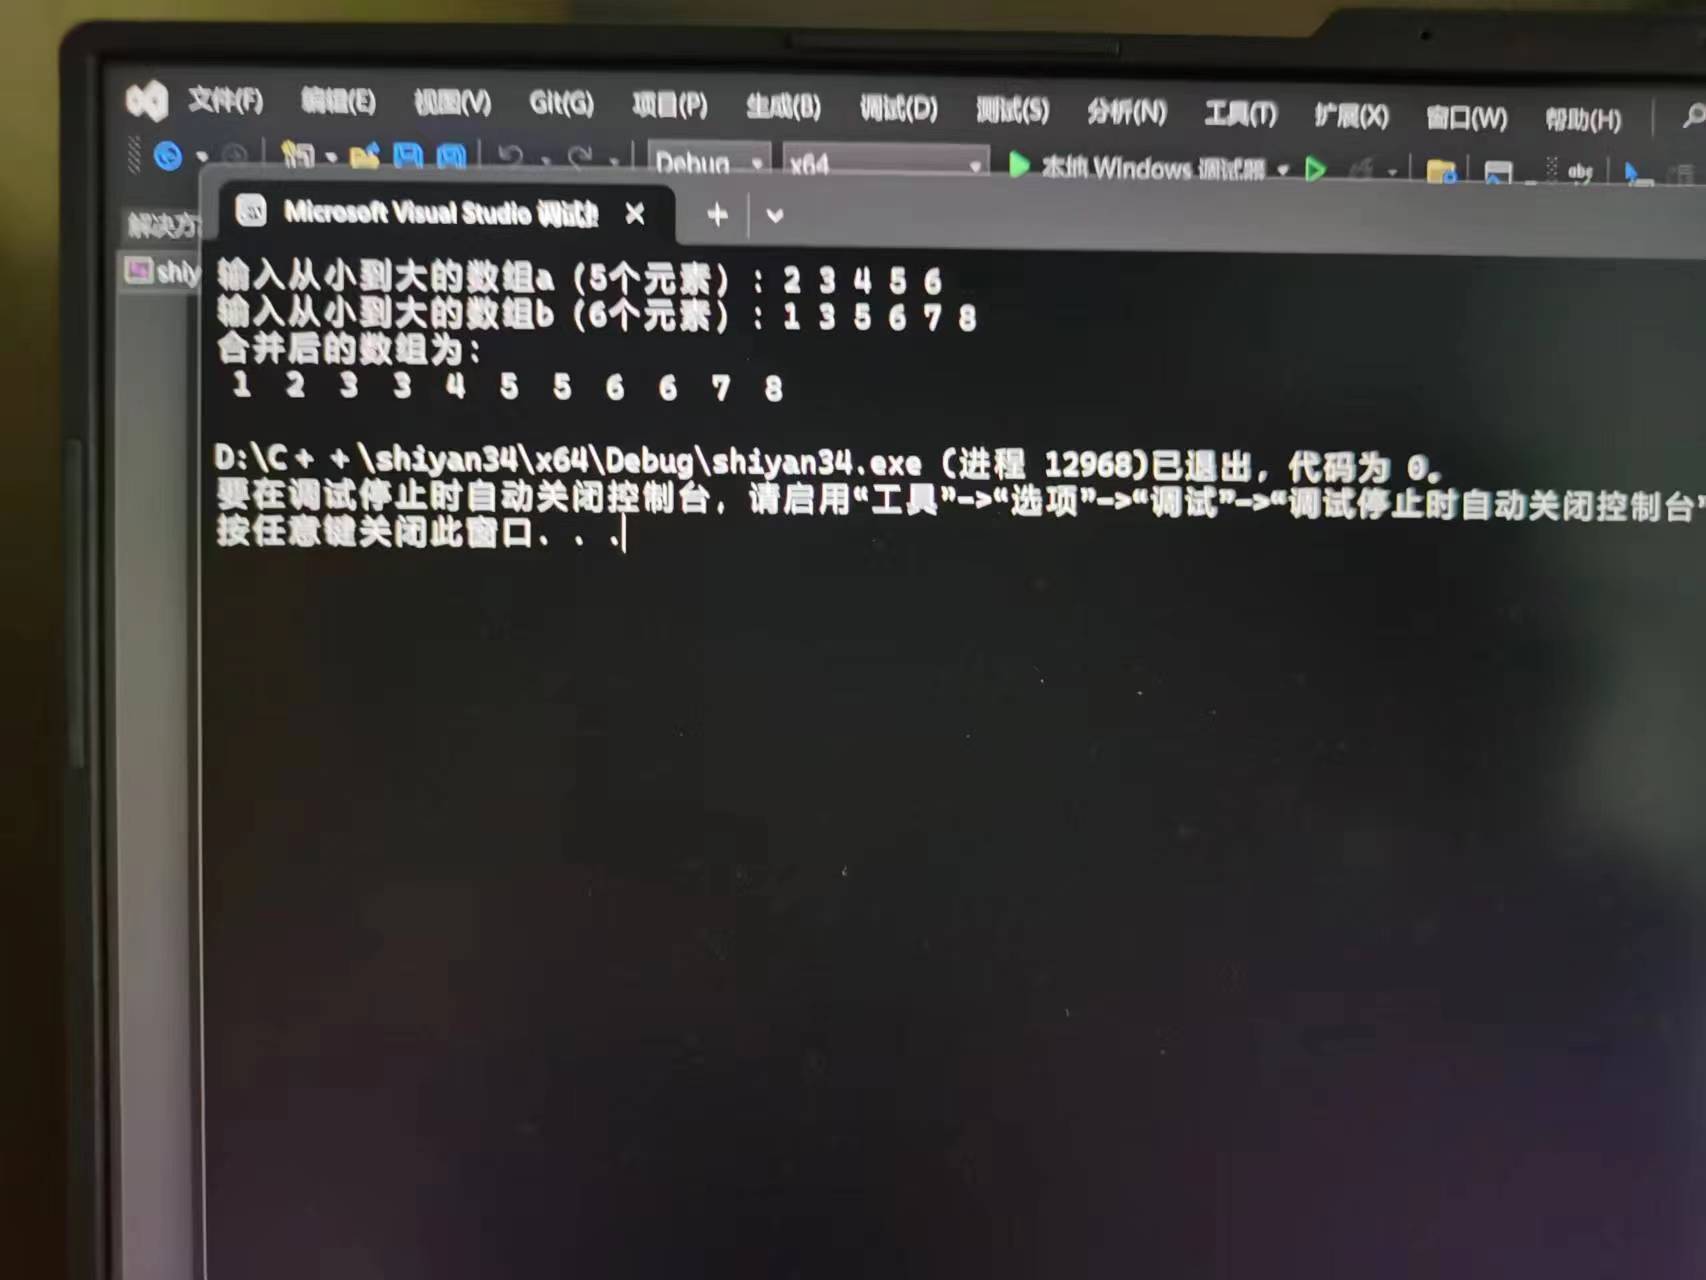 文件(F) 编辑(E) 视图(V) Git(G) 项目(P) 生成(B) 调试(D) 测试(S) 分析(N) 工具(T) 扩展(X) 窗口(W) 帮助(H)
Debug x64 本地 Windows 调试器
解决方
Microsoft Visual Studio 调试
shiy
输入从小到大的数组a（5个元素）：2 3 4 5 6
输入从小到大的数组b（6个元素）：1 3 5 6 7 8
合并后的数组为：
1 2 3 3 4 5 5 6 6 7 8
D:\C++\shiyan34\x64\Debug\shiyan34.exe (进程 12968)已退出，代码为 0。
要在调试停止时自动关闭控制台，请启用“工具”->“选项”->“调试”->“调试停止时自动关闭控制台”
按任意键关闭此窗口. . .